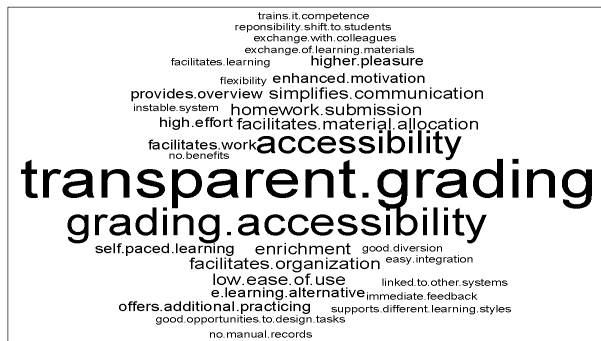 trains.it.competence
reponsibility.shift.to.students
exchange.with.colleagues
exchange.of.learning.materials
facilitates.learning higher.pleasure
flexibility enhanced.motivation
provides.overview simplifies.communication
instable.system homework.submission
high.effort facilitates.material.allocation
facilitates.work accessibility
no.benefits
transparent.grading
grading.accessibility
self.paced.learning enrichment good.diversion
facilitates.organization easy.integration
low.ease.of.use linked.to.other.systems
e.learning.alternative immediate.feedback
offers.additional.practicing supports.different.learning.styles
good.opportunities.to.design.tasks
no.manual.records